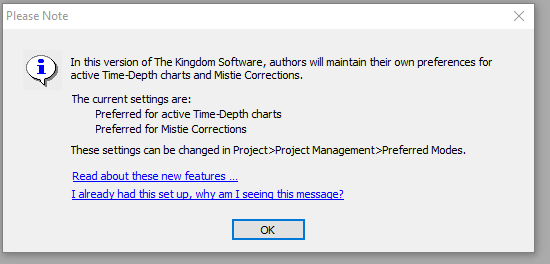 Please Note
In this version of The Kingdom Software, authors will maintain their own preferences for
active Time-Depth charts and Mistie Corrections.
The current settings are:
Preferred for active Time-Depth charts
Preferred for Mistie Corrections
These settings can be changed in Project>Project Management>Preferred Modes.
Read about these new features ...
I already had this set up, why am I seeing this message?
OK